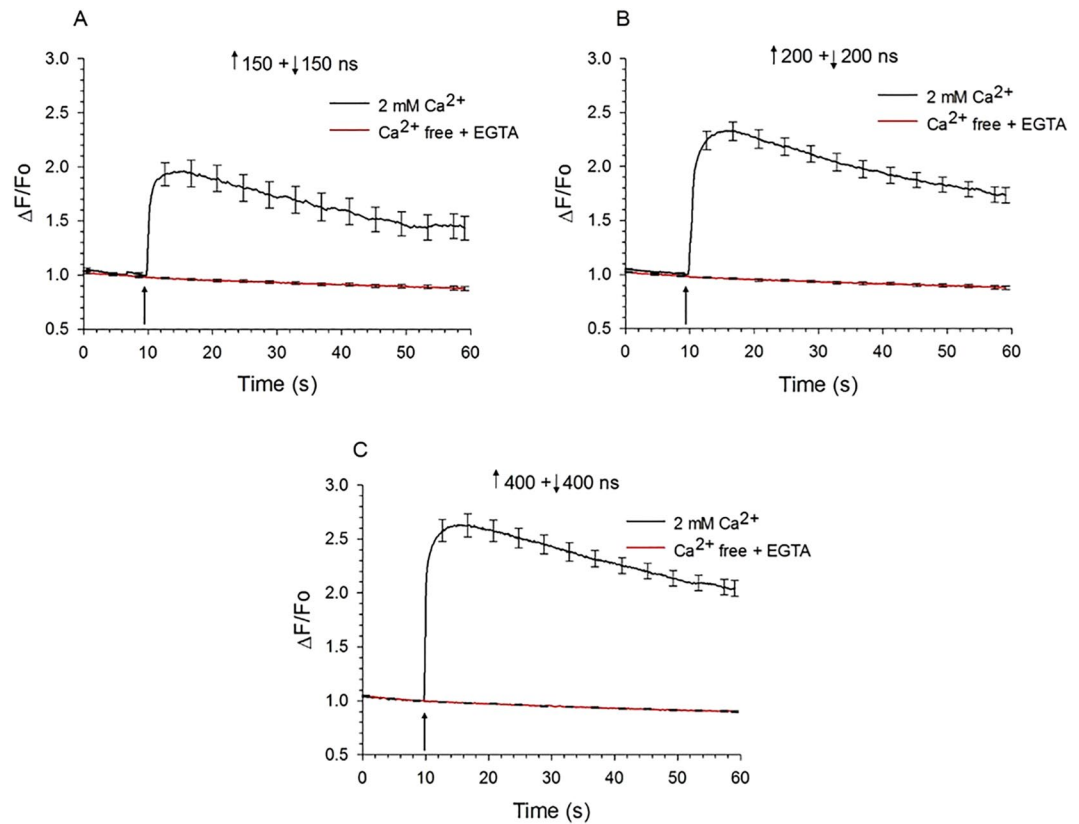 A
↑150 +↓150 ns
2 mM Ca2+
Ca2+ free + EGTA
3.0
2.5
2.0
1.5
1.0
0.5
ΔF/Fo
0 10 20 30 40 50 60
Time (s)
B
↑200 +↓200 ns
2 mM Ca2+
Ca2+ free + EGTA
3.0
2.5
2.0
1.5
1.0
0.5
ΔF/Fo
0 10 20 30 40 50 60
Time (s)
C
↑400 +↓400 ns
2 mM Ca2+
Ca2+ free + EGTA
3.0
2.5
2.0
1.5
1.0
0.5
ΔF/Fo
0 10 20 30 40 50 60
Time (s)